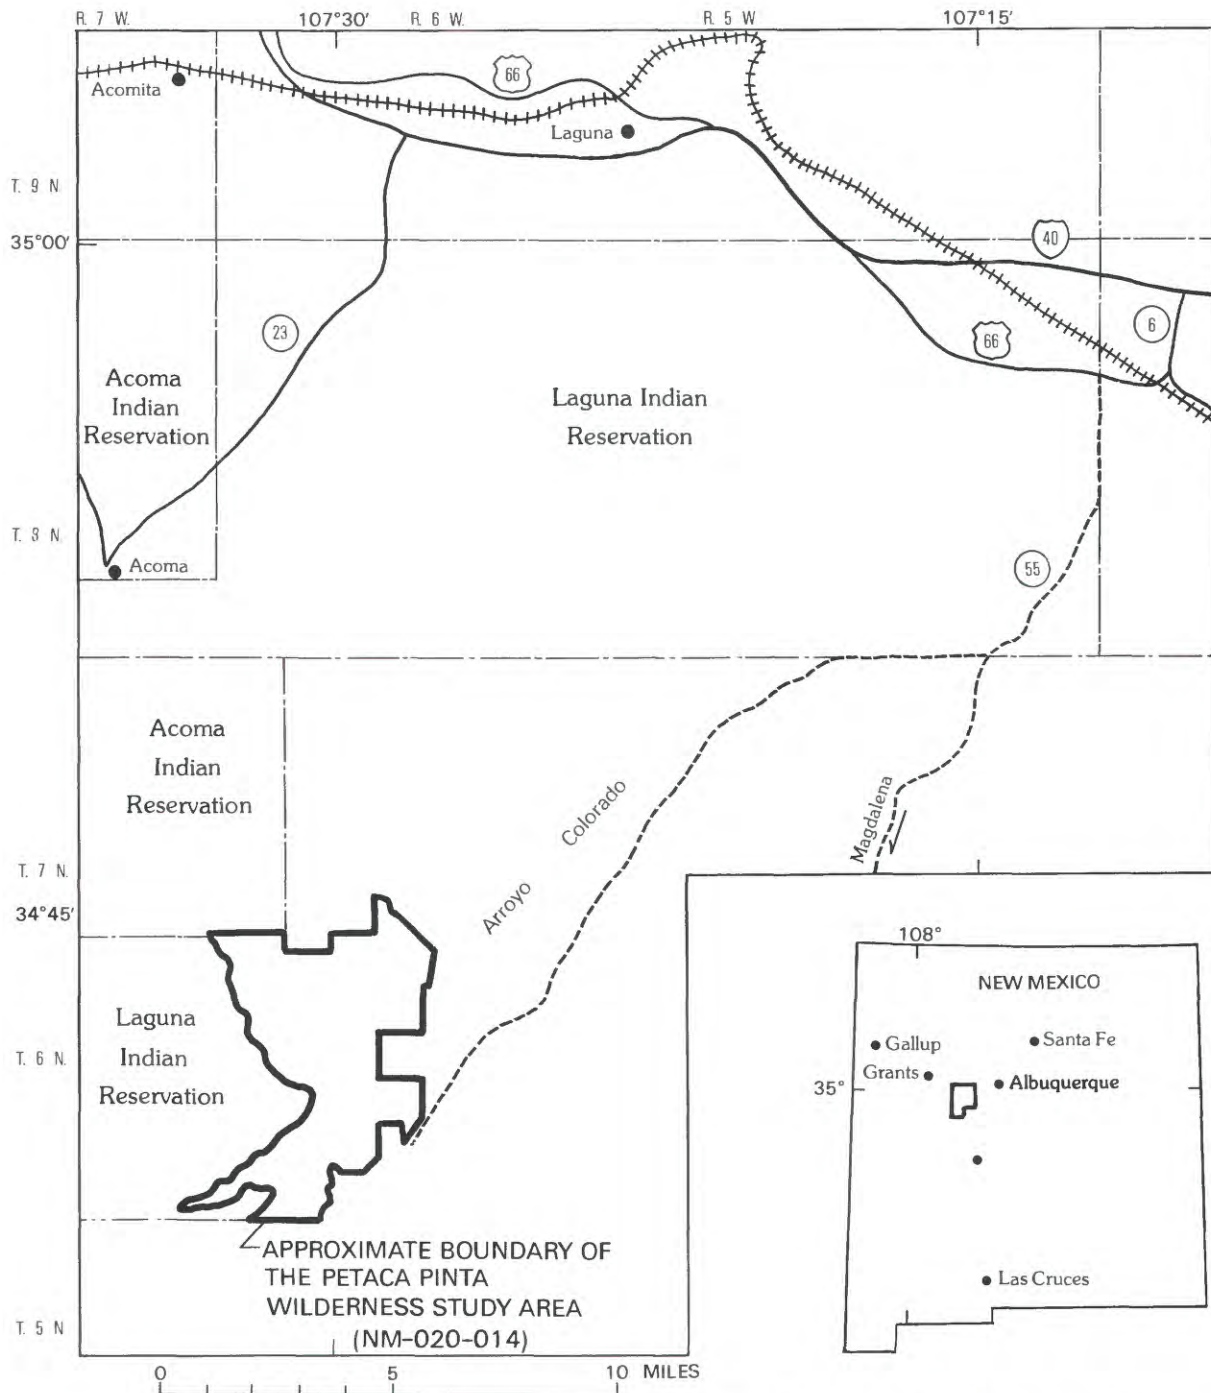 R. 7 W.
107°30'
R. 6 W.
R. 5 W
107°15'
66
Acomita
Laguna
T. 9 N.
35°00'
40
23
6
66
Acoma
Indian
Reservation
Laguna Indian
Reservation
T. 3 N.
Acoma
55
Acoma
Indian
Reservation
Arroyo Colorado
Magdalena
T. 7 N.
34°45'
108°
NEW MEXICO
Laguna
Indian
Reservation
T. 6 N.
Gallup
Santa Fe
Grants
35°
Albuquerque
APPROXIMATE BOUNDARY OF
THE PETACA PINTA
WILDERNESS STUDY AREA
(NM-020-014)
Las Cruces
T. 5 N
0 5 10 MILES